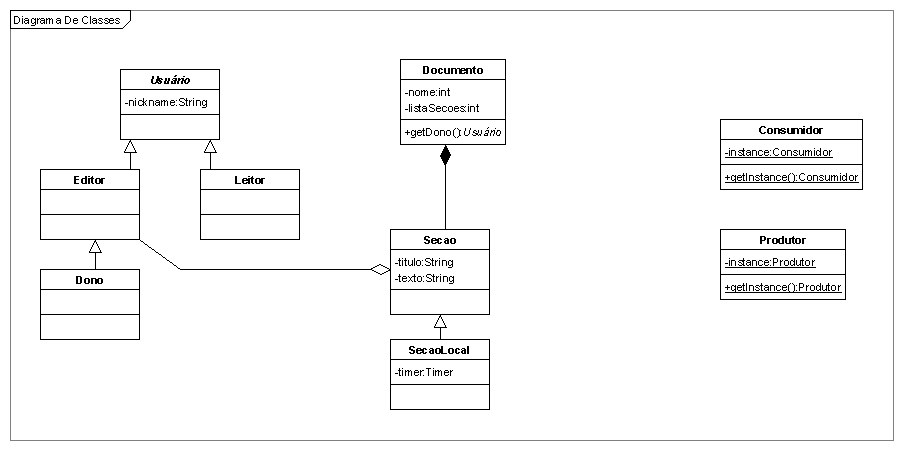 Diagrama De Classes
Usuário
-nickname:String
Documento
-nome:int
-listaSecoes:int
+getDono():Usuário
Consumidor
-instance:Consumidor
+getInstance():Consumidor
Editor
Leitor
Secao
-titulo:String
-texto:String
Produtor
-instance:Produtor
+getInstance():Produtor
Dono
SecaoLocal
-timer:Timer